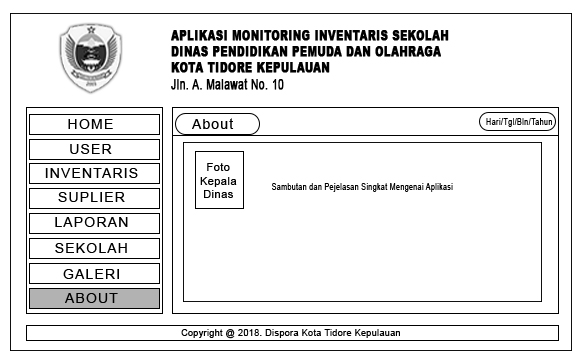 APLIKASI MONITORING INVENTARIS SEKOLAH
DINAS PENDIDIKAN PEMUDA DAN OLAHRAGA
KOTA TIDORE KEPULAUAN
Jln. A. Malawat No. 10
HOME
USER
INVENTARIS
SUPLIER
LAPORAN
SEKOLAH
GALERI
ABOUT
About
Hari/Tgl/Bln/Tahun
Foto
Kepala
Dinas
Sambutan dan Pejelasan Singkat Mengenai Aplikasi
Copyright @ 2018. Dispora Kota Tidore Kepulauan